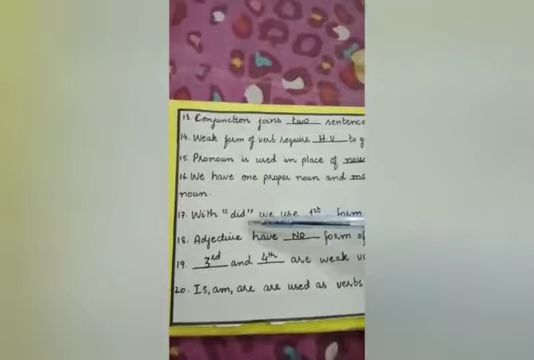 13. Conjunction joins two sentence
14. Weak form of verb require H.V to g
15. Pronoun is used in place of
16. We have one proper noun and
noun.
17. With "did" we use 1st form
18. Adjective have No form of
19. 3rd and 4th are weak v
20. Is, am, are are used as verbs